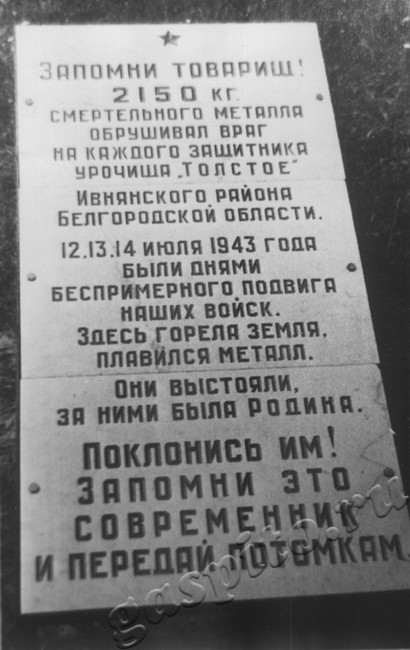 Запомни товарищ!
2150 кг.
смертельного металла
обрушивал враг
на каждого защитника
урочища „Толстое"
Ивнянского района
Белгородской области.
12.13.14 июля 1943 года
были днями
беспримерного подвига
наших войск.
Здесь горела земля,
плавился металл.
Они выстояли,
за ними была Родина.
Поклонись им!
Запомни это
современник
и передай потомкам.
gaspito.ru